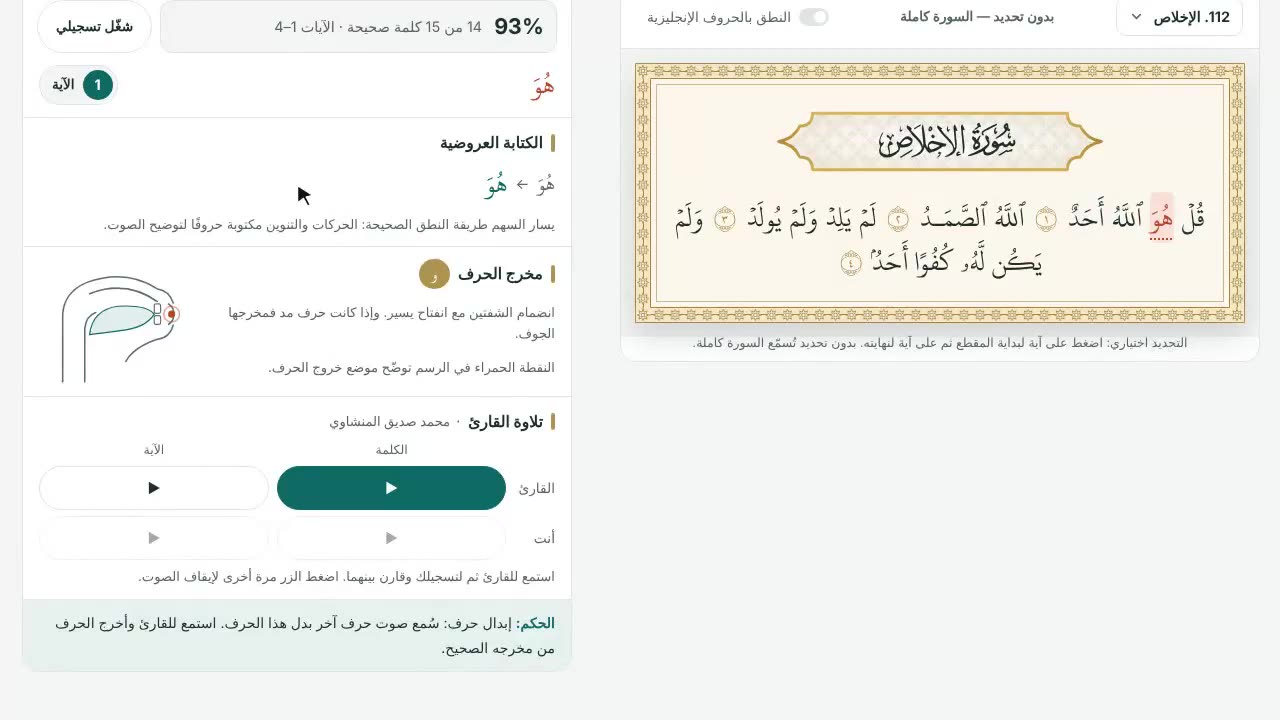 112. الإخلاص
بدون تحديد — السورة كاملة
النطق بالحروف الإنجليزية
سُورَةُ الإِخْلَاصِ
قُلْ هُوَ ٱللَّهُ أَحَدٌ ١ ٱللَّهُ ٱلصَّمَدُ ٢ لَمْ يَلِدْ وَلَمْ يُولَدْ ٣ وَلَمْ
يَكُن لَّهُۥ كُفُوًا أَحَدٌۢ ٤
التحديد اختياري: اضغط على آية لبداية المقطع ثم على آية لنهايته. بدون تحديد تُسمّع السورة كاملة.
93% 14 من 15 كلمة صحيحة · الآيات 1–4
شغّل تسجيلي
هُوَ
1 الآية
الكتابة العروضية
هُوَ ← هُوَ
يسار السهم طريقة النطق الصحيحة: الحركات والتنوين مكتوبة حروفًا لتوضيح الصوت.
مخرج الحرف و
انضمام الشفتين مع انفتاح يسير. وإذا كانت حرف مد فمخرجها
الجوف.
النقطة الحمراء في الرسم توضّح موضع خروج الحرف.
تلاوة القارئ · محمد صديق المنشاوي
الكلمة الآية
القارئ
أنت
استمع للقارئ ثم لتسجيلك وقارن بينهما. اضغط الزر مرة أخرى لإيقاف الصوت.
الحكم: إبدال حرف: سُمع صوت حرف آخر بدل هذا الحرف. استمع للقارئ وأخرج الحرف
من مخرجه الصحيح.